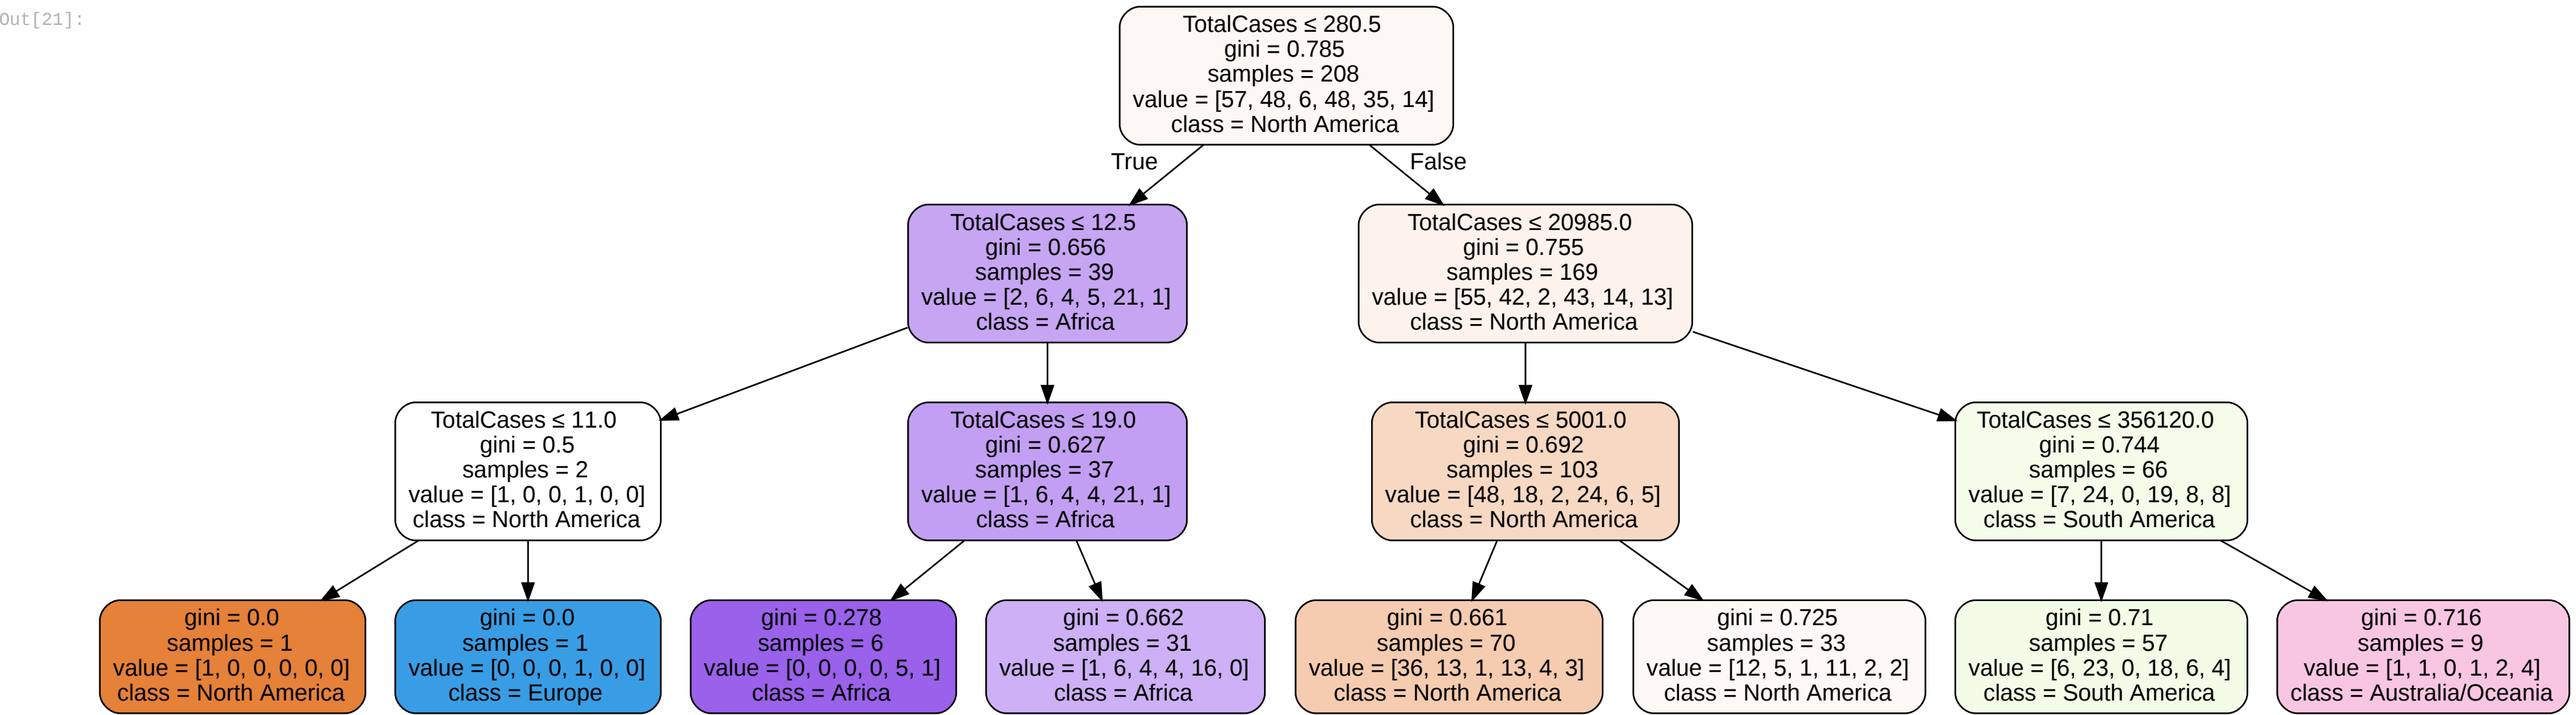 Out[21]:
TotalCases ≤ 280.5
gini = 0.785
samples = 208
value = [57, 48, 6, 48, 35, 14]
class = North America
True
False
TotalCases ≤ 12.5
gini = 0.656
samples = 39
value = [2, 6, 4, 5, 21, 1]
class = Africa
TotalCases ≤ 20985.0
gini = 0.755
samples = 169
value = [55, 42, 2, 43, 14, 13]
class = North America
TotalCases ≤ 11.0
gini = 0.5
samples = 2
value = [1, 0, 0, 1, 0, 0]
class = North America
TotalCases ≤ 19.0
gini = 0.627
samples = 37
value = [1, 6, 4, 4, 21, 1]
class = Africa
TotalCases ≤ 5001.0
gini = 0.692
samples = 103
value = [48, 18, 2, 24, 6, 5]
class = North America
TotalCases ≤ 356120.0
gini = 0.744
samples = 66
value = [7, 24, 0, 19, 8, 8]
class = South America
gini = 0.0
samples = 1
value = [1, 0, 0, 0, 0, 0]
class = North America
gini = 0.0
samples = 1
value = [0, 0, 0, 1, 0, 0]
class = Europe
gini = 0.278
samples = 6
value = [0, 0, 0, 0, 5, 1]
class = Africa
gini = 0.662
samples = 31
value = [1, 6, 4, 4, 16, 0]
class = Africa
gini = 0.661
samples = 70
value = [36, 13, 1, 13, 4, 3]
class = North America
gini = 0.725
samples = 33
value = [12, 5, 1, 11, 2, 2]
class = North America
gini = 0.71
samples = 57
value = [6, 23, 0, 18, 6, 4]
class = South America
gini = 0.716
samples = 9
value = [1, 1, 0, 1, 2, 4]
class = Australia/Oceania